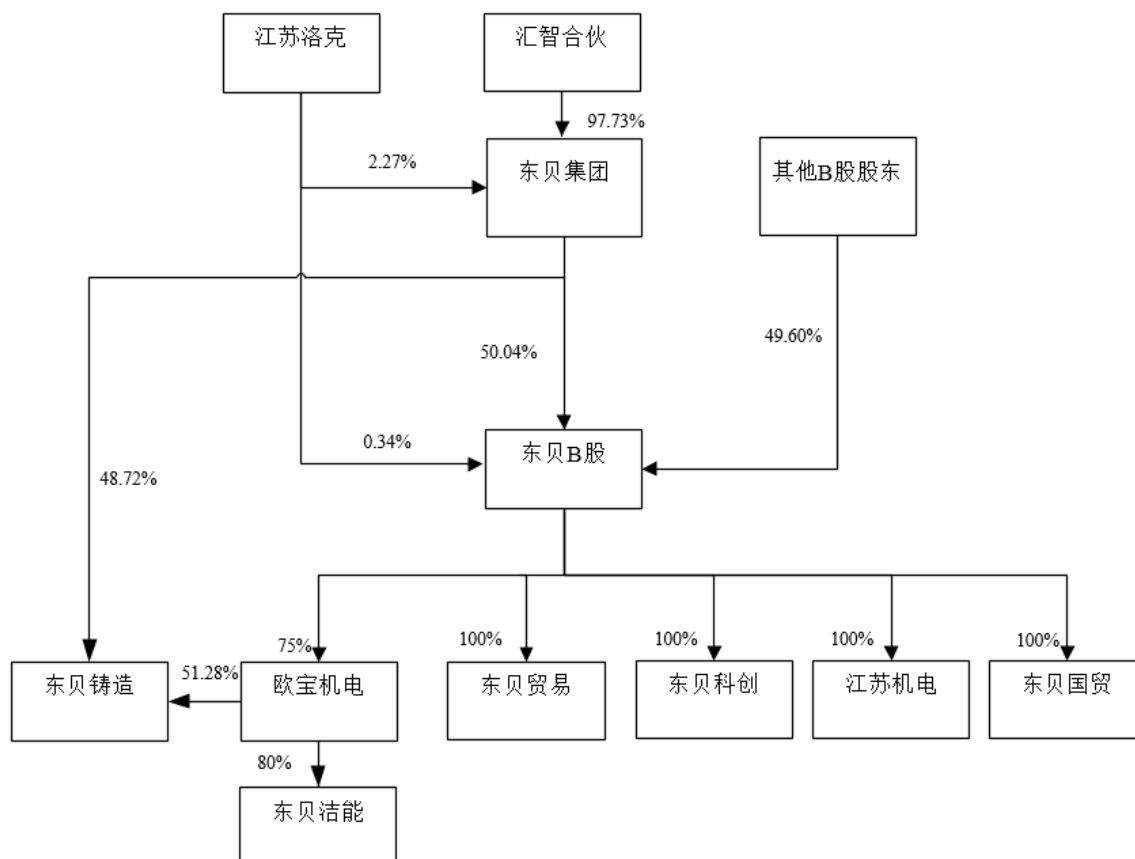 江苏洛克
汇智合伙
97.73%
2.27%
东贝集团
其他B股股东
50.04%
49.60%
0.34%
东贝B股
48.72%
75%
100%
100%
100%
100%
51.28%
东贝铸造
欧宝机电
东贝贸易
东贝科创
江苏机电
东贝国贸
80%
东贝洁能